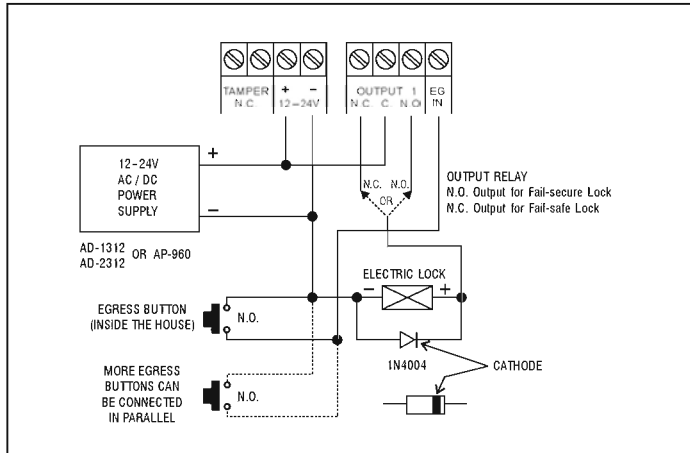 TAMPER
N.C.
+ −
12–24V
OUTPUT 1
N.C. C. N.O.
EG
IN
12–24V
AC / DC
POWER
SUPPLY
+
−
AD-1312
AD-2312
OR AP-960
N.C. N.O.
OR
OUTPUT RELAY
N.O. Output for Fail-secure Lock
N.C. Output for Fail-safe Lock
ELECTRIC LOCK
− +
EGRESS BUTTON
(INSIDE THE HOUSE)
N.O.
1N4004
CATHODE
MORE EGRESS
BUTTONS CAN
BE CONNECTED
IN PARALLEL
N.O.